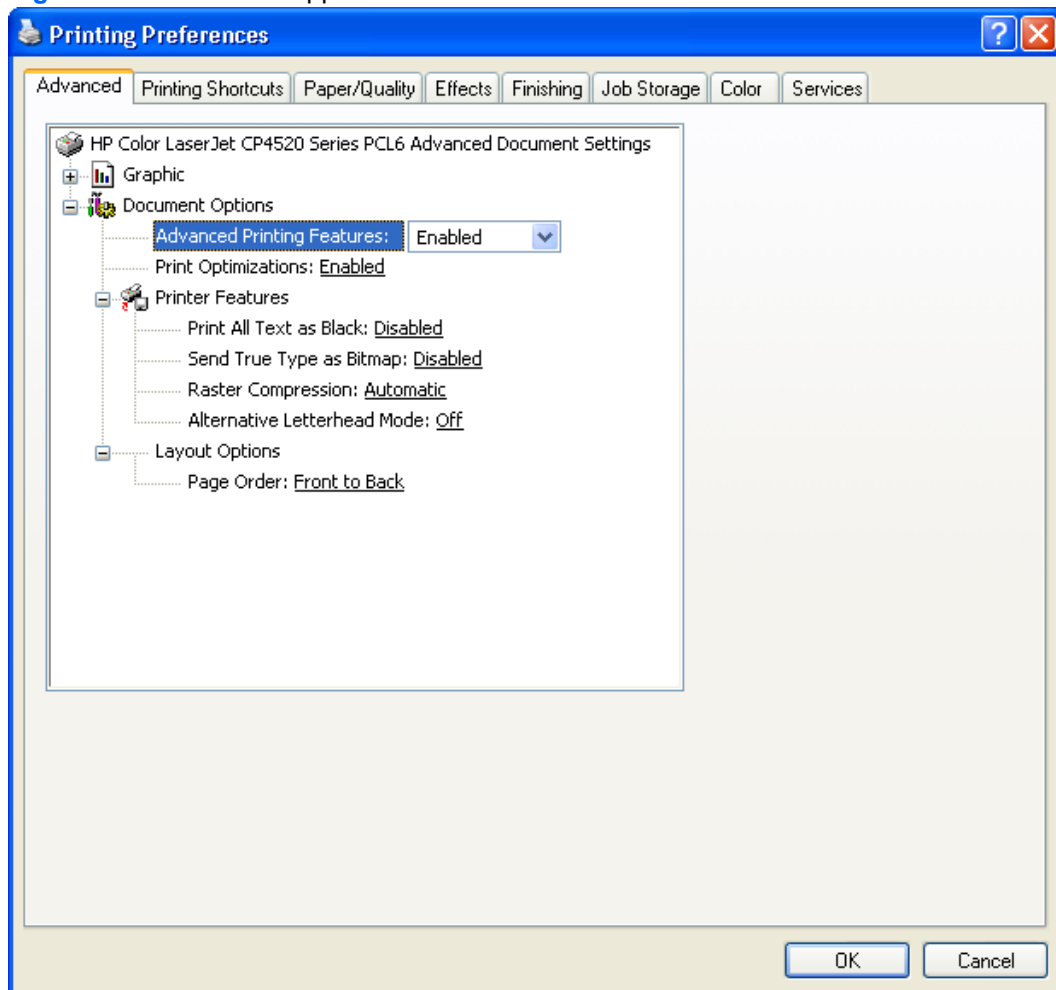 Printing Preferences
Advanced Printing Shortcuts Paper/Quality Effects Finishing Job Storage Color Services
HP Color LaserJet CP4520 Series PCL6 Advanced Document Settings
Graphic
Document Options
Advanced Printing Features: Enabled
Print Optimizations: Enabled
Printer Features
Print All Text as Black: Disabled
Send True Type as Bitmap: Disabled
Raster Compression: Automatic
Alternative Letterhead Mode: Off
Layout Options
Page Order: Front to Back
OK Cancel